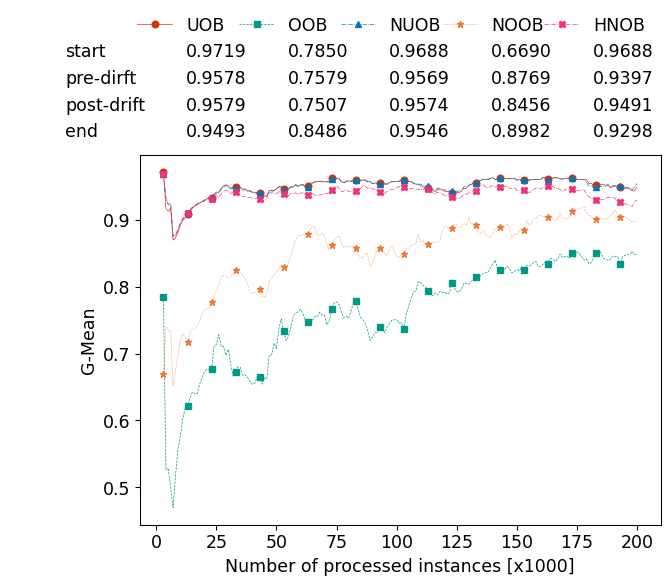 UOB OOB NUOB NOOB HNOB
start 0.9719 0.7850 0.9688 0.6690 0.9688
pre-dirft 0.9578 0.7579 0.9569 0.8769 0.9397
post-drift 0.9579 0.7507 0.9574 0.8456 0.9491
end 0.9493 0.8486 0.9546 0.8982 0.9298
0.9
0.8
0.7
0.6
0.5
G-Mean
0 25 50 75 100 125 150 175 200
Number of processed instances [x1000]